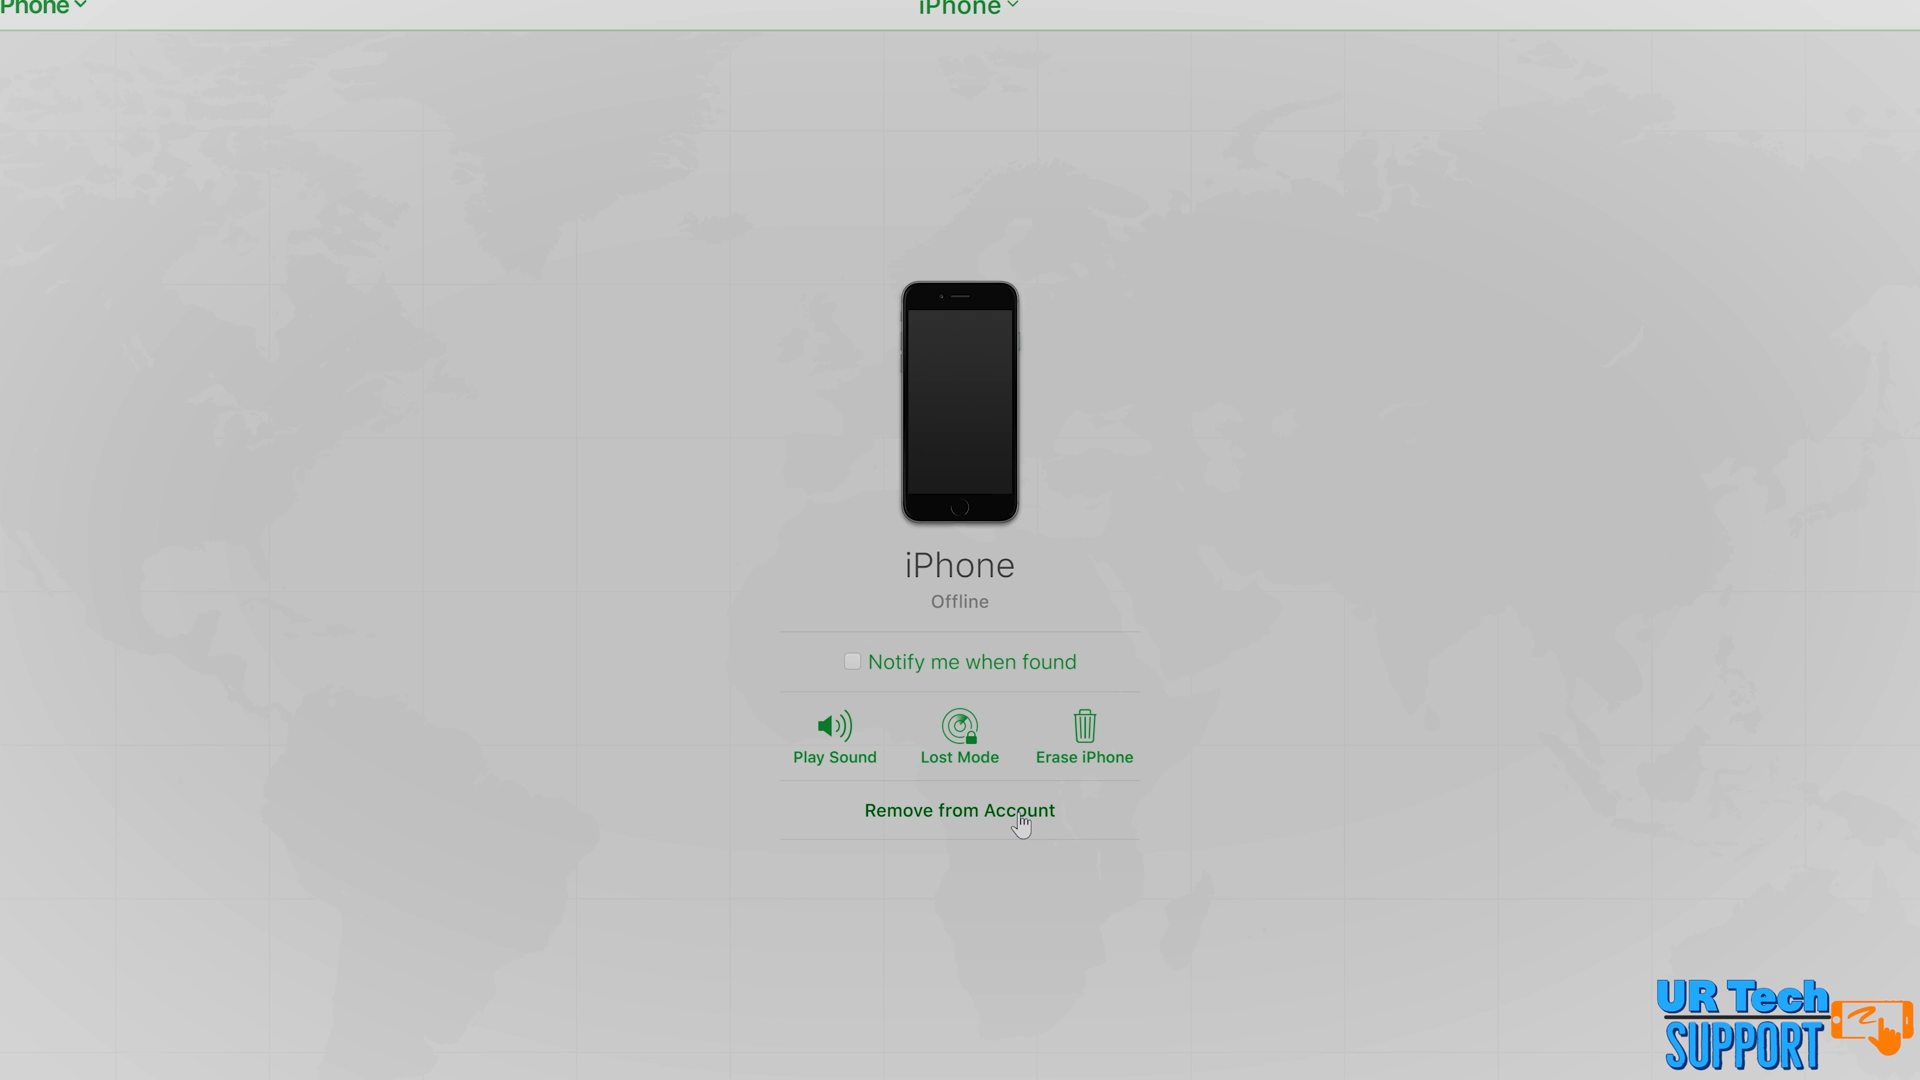 Phone
iPhone
iPhone
Offline
Notify me when found
Play Sound
Lost Mode
Erase iPhone
Remove from Account
UR Tech
SUPPORT